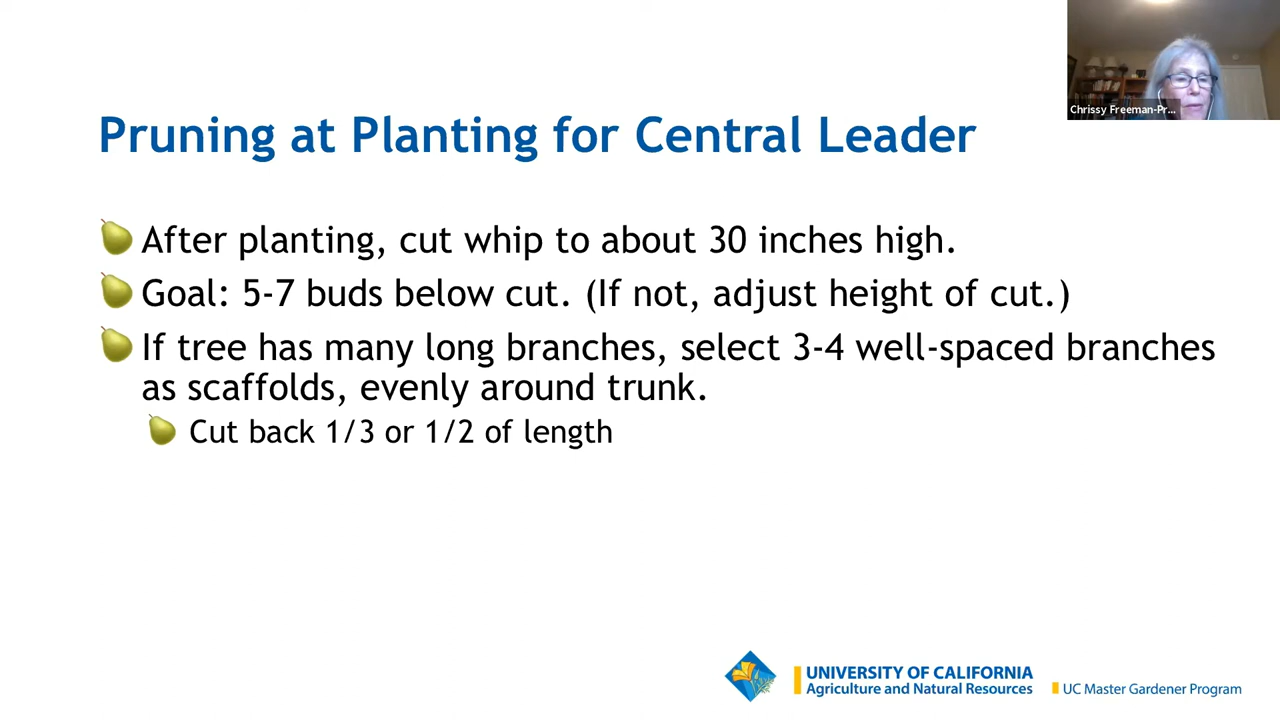 Chrissy Freeman-Pr...
Pruning at Planting for Central Leader
After planting, cut whip to about 30 inches high.
Goal: 5-7 buds below cut. (If not, adjust height of cut.)
If tree has many long branches, select 3-4 well-spaced branches
as scaffolds, evenly around trunk.
Cut back 1/3 or 1/2 of length
UNIVERSITY OF CALIFORNIA
Agriculture and Natural Resources
UC Master Gardener Program